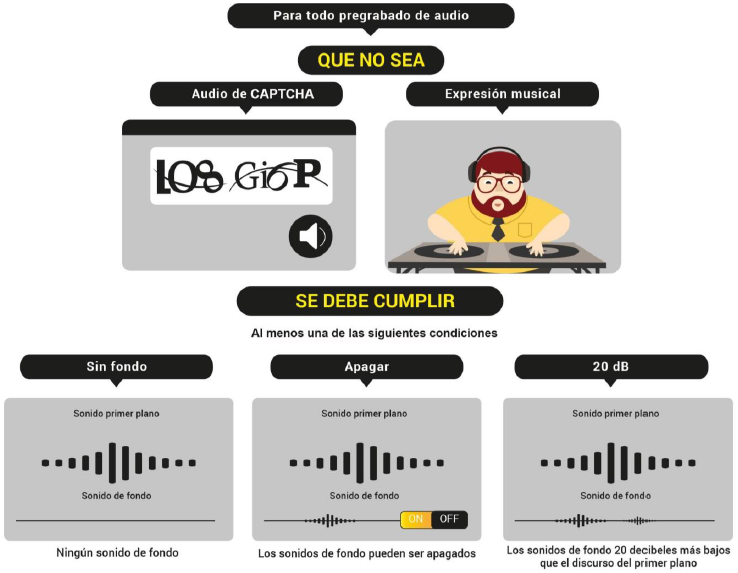 Para todo pregrabado de audio
QUE NO SEA
Audio de CAPTCHA
Expresión musical
LOS GioP
SE DEBE CUMPLIR
Al menos una de las siguientes condiciones
Sin fondo
Apagar
20 dB
Sonido primer plano
Sonido primer plano
Sonido primer plano
Sonido de fondo
Sonido de fondo
Sonido de fondo
ON OFF
Ningún sonido de fondo
Los sonidos de fondo pueden ser apagados
Los sonidos de fondo 20 decibeles más bajos
que el discurso del primer plano